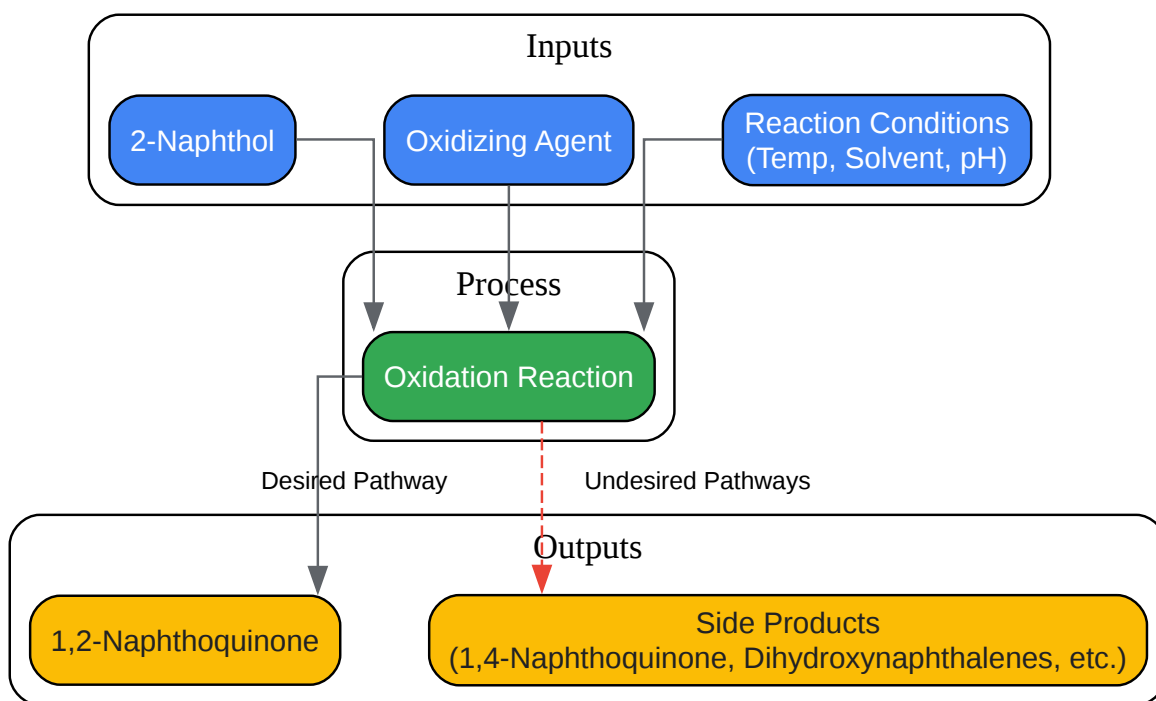 Inputs
2-Naphthol
Oxidizing Agent
Reaction Conditions
(Temp, Solvent, pH)
Process
Oxidation Reaction
Desired Pathway
Undesired Pathways
Outputs
1,2-Naphthoquinone
Side Products
(1,4-Naphthoquinone, Dihydroxynaphthalenes, etc.)